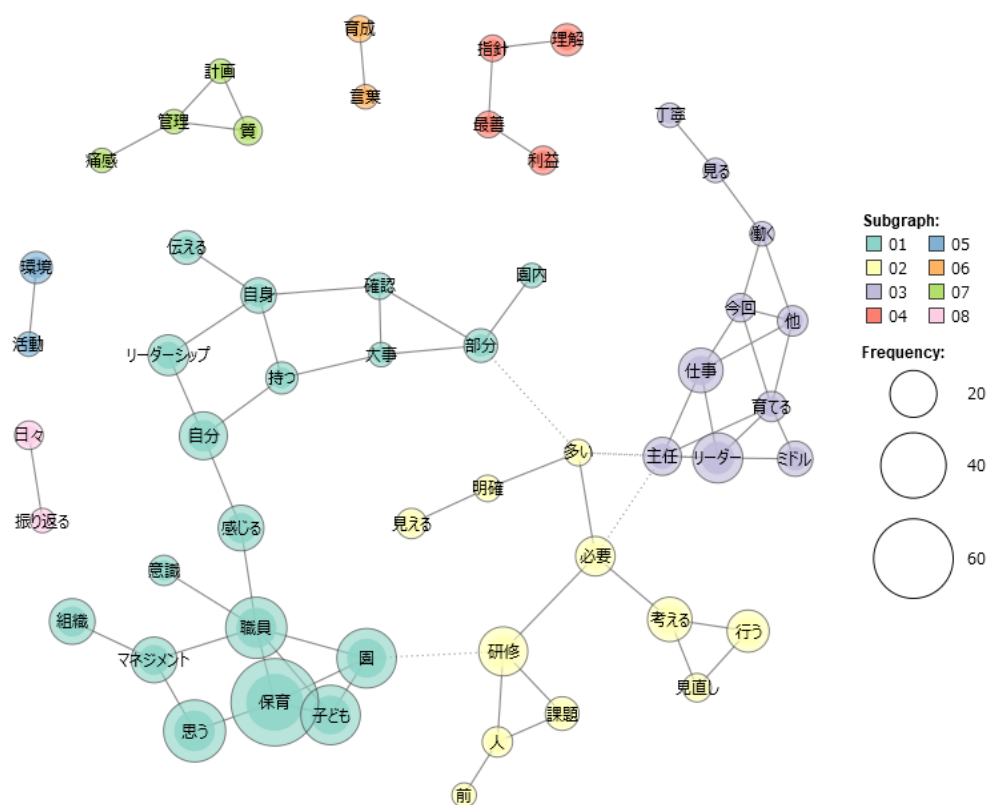 育成
言葉
指針
理解
最善
利益
計画
管理
質
痛感
丁寧
見る
働く
今回
他
仕事
育てる
主任
リーダー
ミドル
環境
活動
伝える
自身
確認
園内
リーダーシップ
大事
部分
持つ
自分
日々
振り返る
多い
明確
見える
感じる
必要
意識
組織
職員
マネジメント
園
保育
子ども
思う
研修
考える
行う
見直し
課題
人
前
Subgraph:
01 05
02 06
03 07
04 08
Frequency:
20
40
60